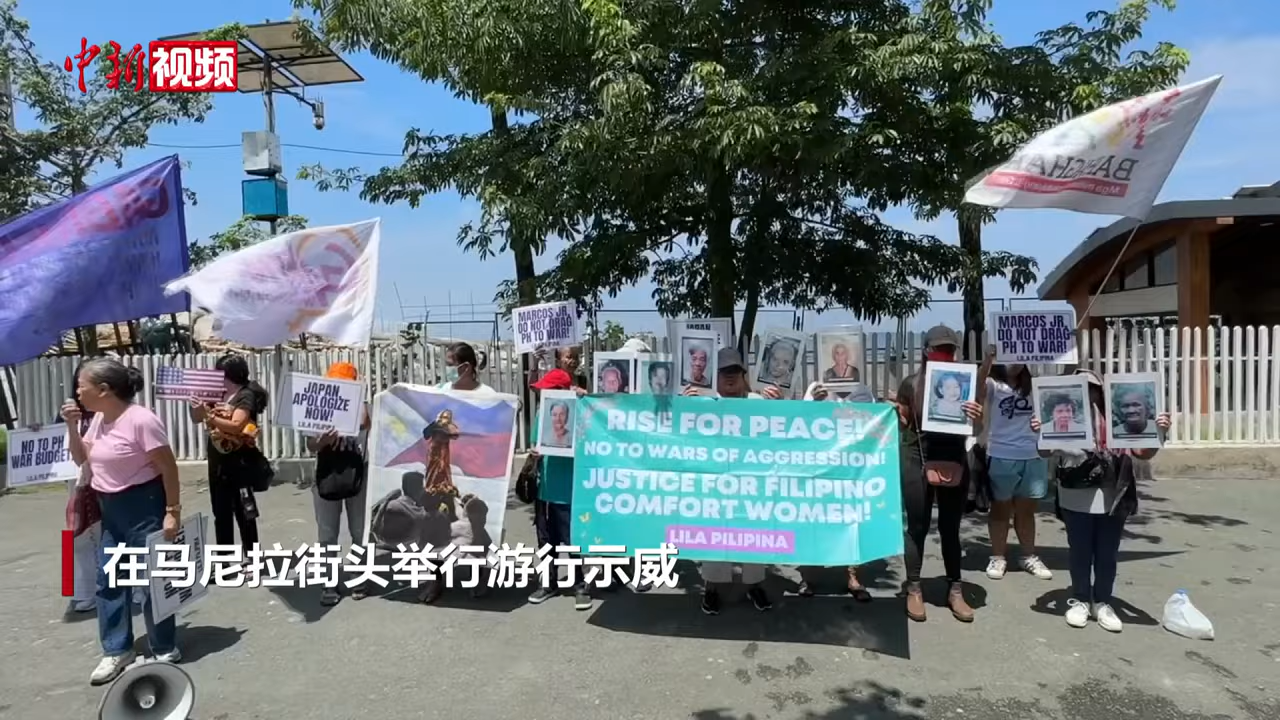 中新视频
MARCOS JR,
DO NOT DRAG
PH TO WAR!
LILA PILIPINA
MARCOS JR,
DO NOT DRAG
PH TO WAR!
LILA PILIPINA
JAPAN
APOLOGIZE
NOW!
LILA PILIPINA
JAPAN
NO TO PH
WAR BUDGET
LILA PILIPINA
RISE FOR PEACE!
NO TO WARS OF AGGRESSION!
JUSTICE FOR FILIPINO
COMFORT WOMEN!
LILA PILIPINA
在马尼拉街头举行游行示威